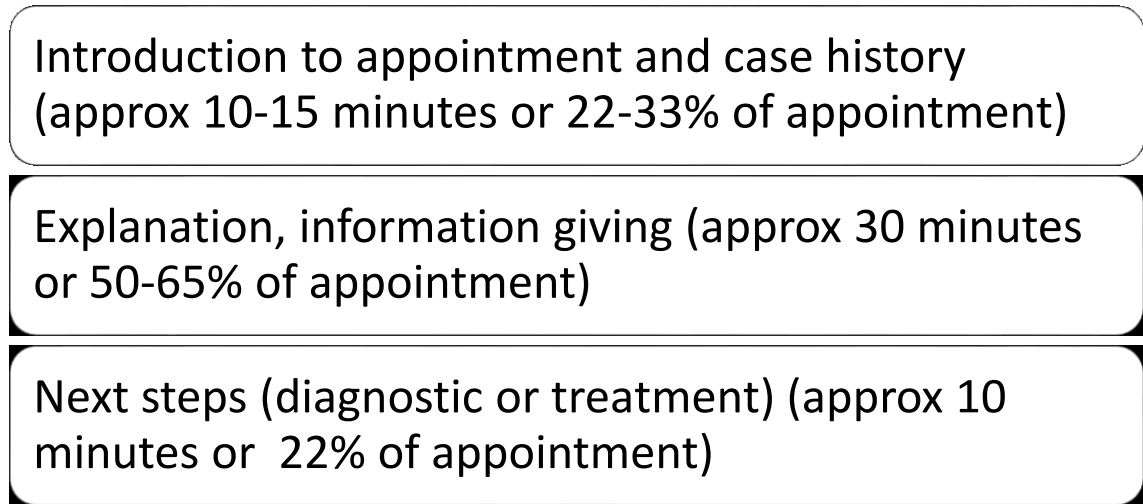 Introduction to appointment and case history
(approx 10-15 minutes or 22-33% of appointment)
Explanation, information giving (approx 30 minutes
or 50-65% of appointment)
Next steps (diagnostic or treatment) (approx 10
minutes or  22% of appointment)